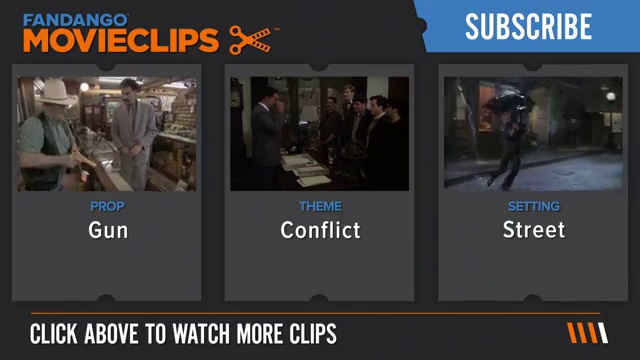 FANDANGO
MOVIECLIPS
SUBSCRIBE
PROP
Gun
THEME
Conflict
SETTING
Street
CLICK ABOVE TO WATCH MORE CLIPS